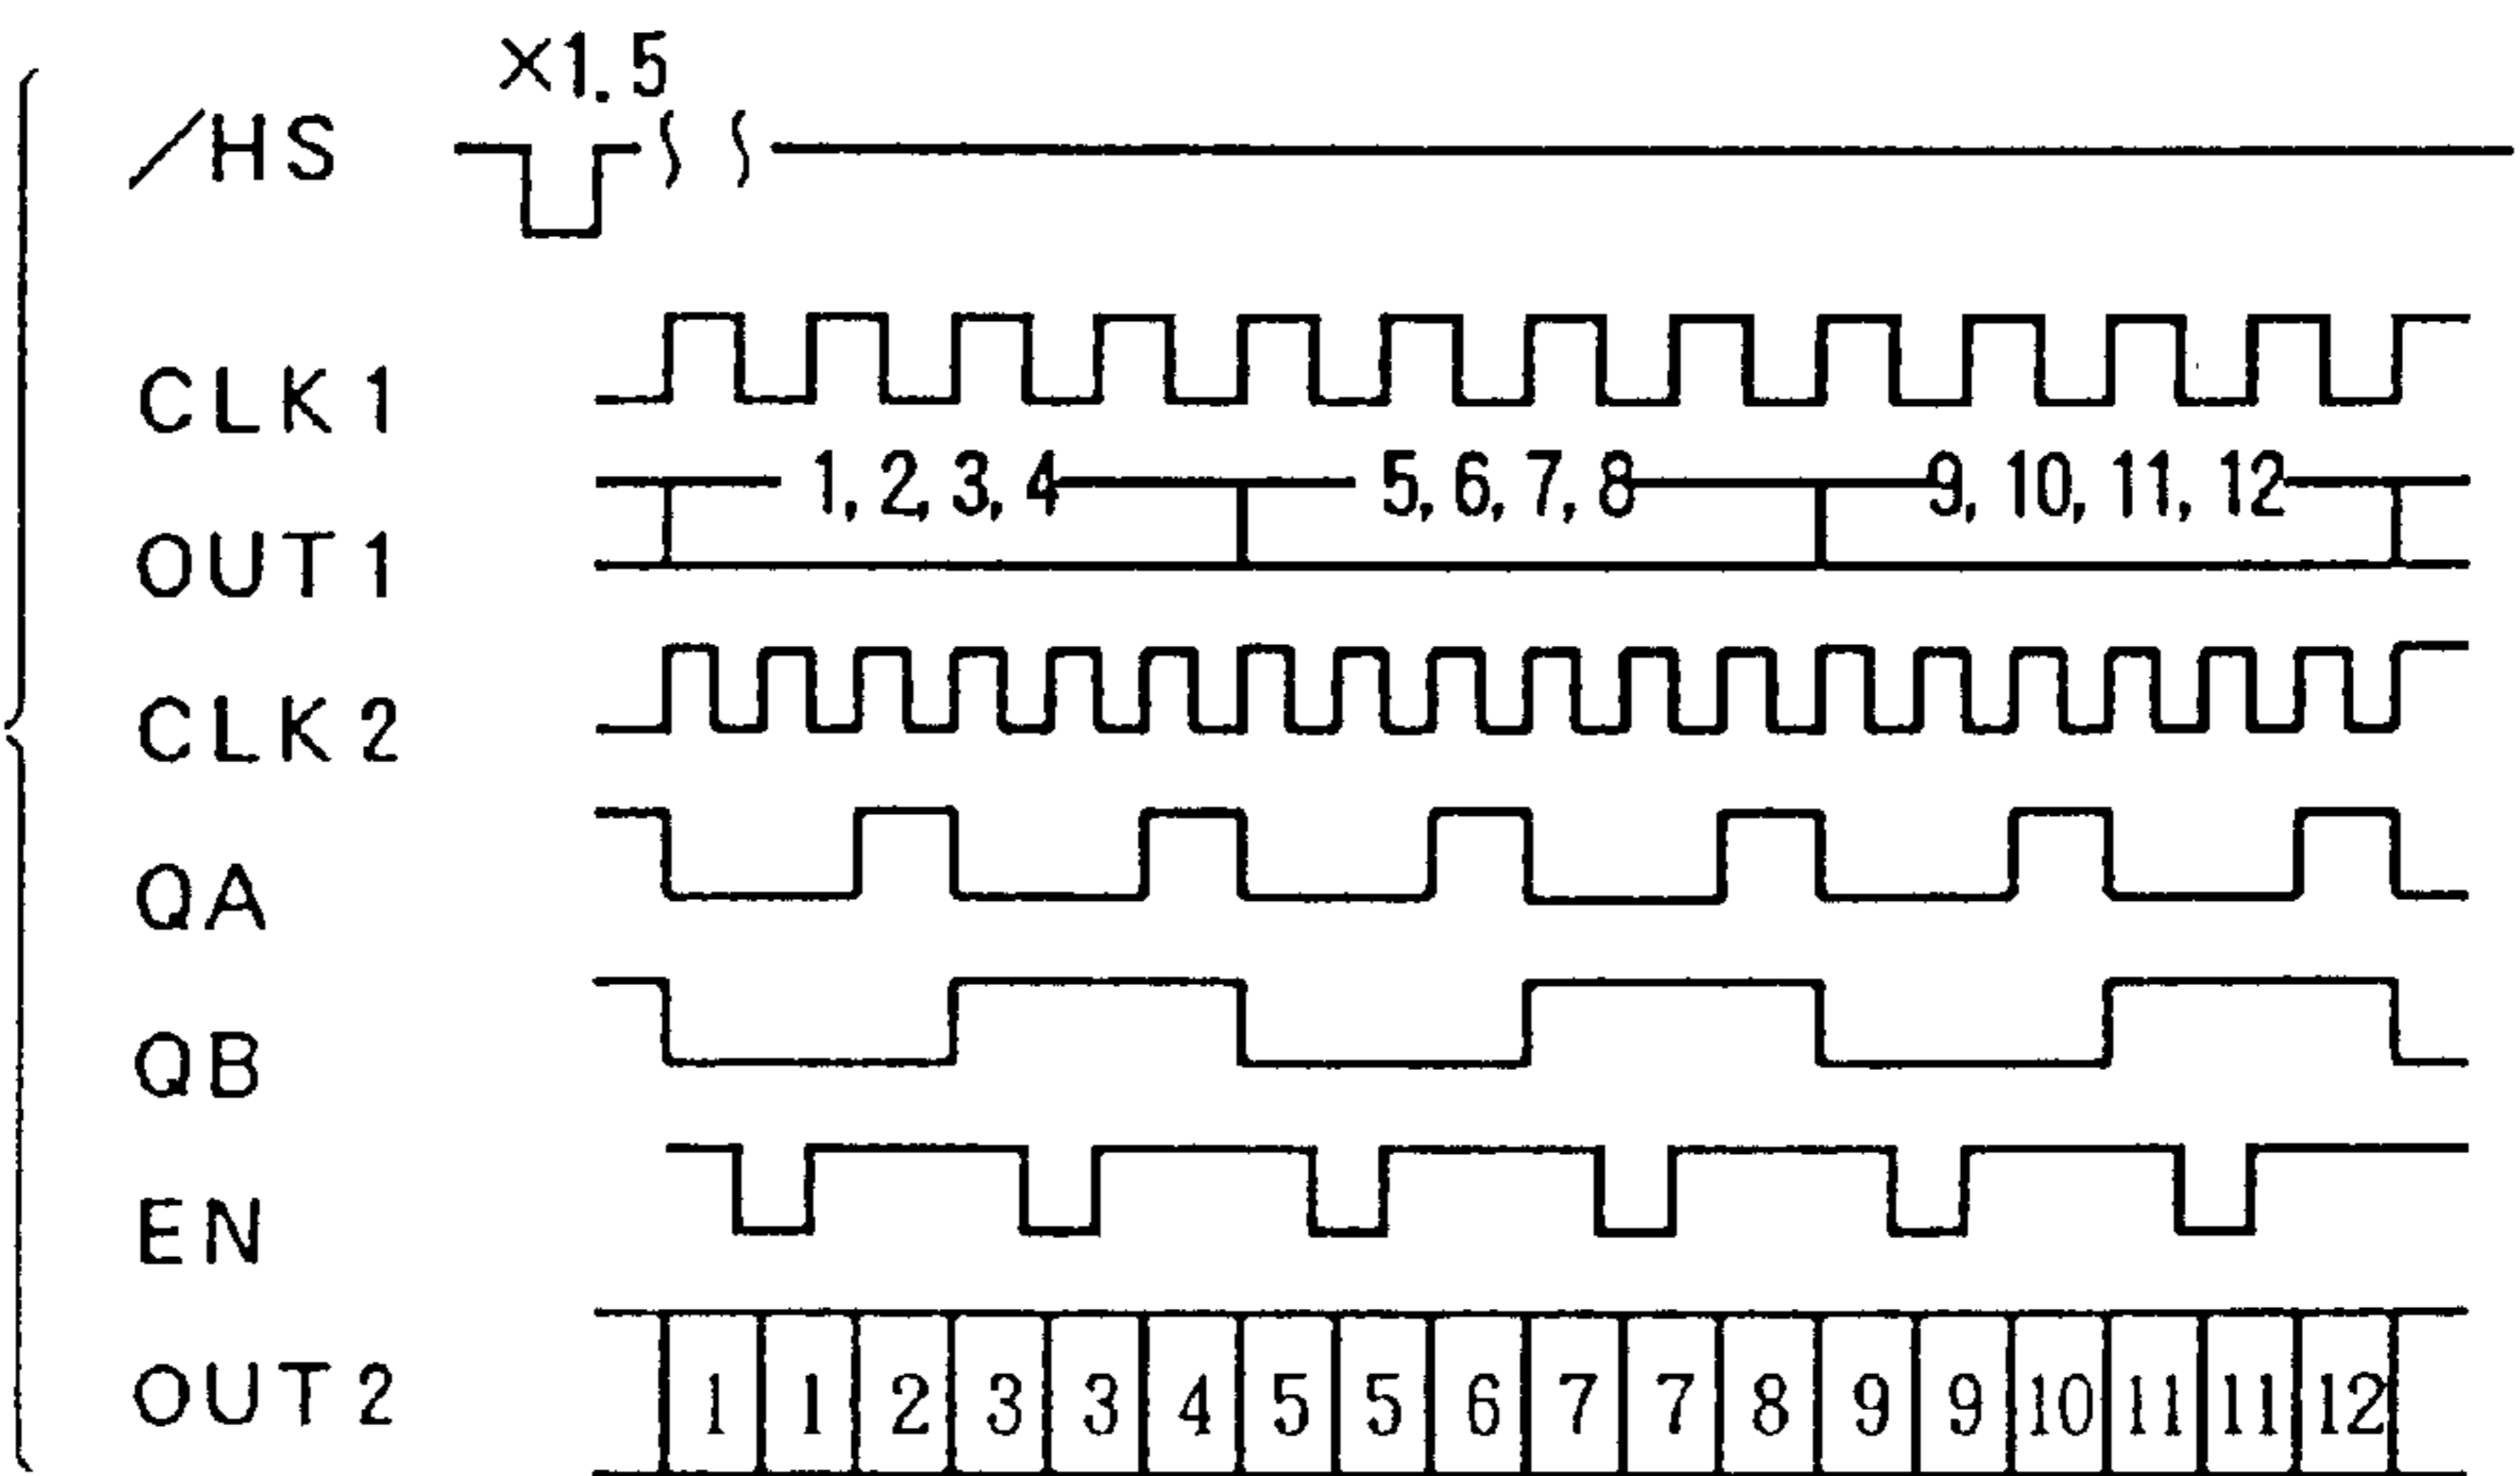 ×1.5
/HS
CLK1
1,2,3,4 5,6,7,8 9,10,11,12
OUT1
CLK2
QA
QB
EN
OUT2 1 1 2 3 3 4 5 5 6 7 7 8 9 9 10 11 11 12